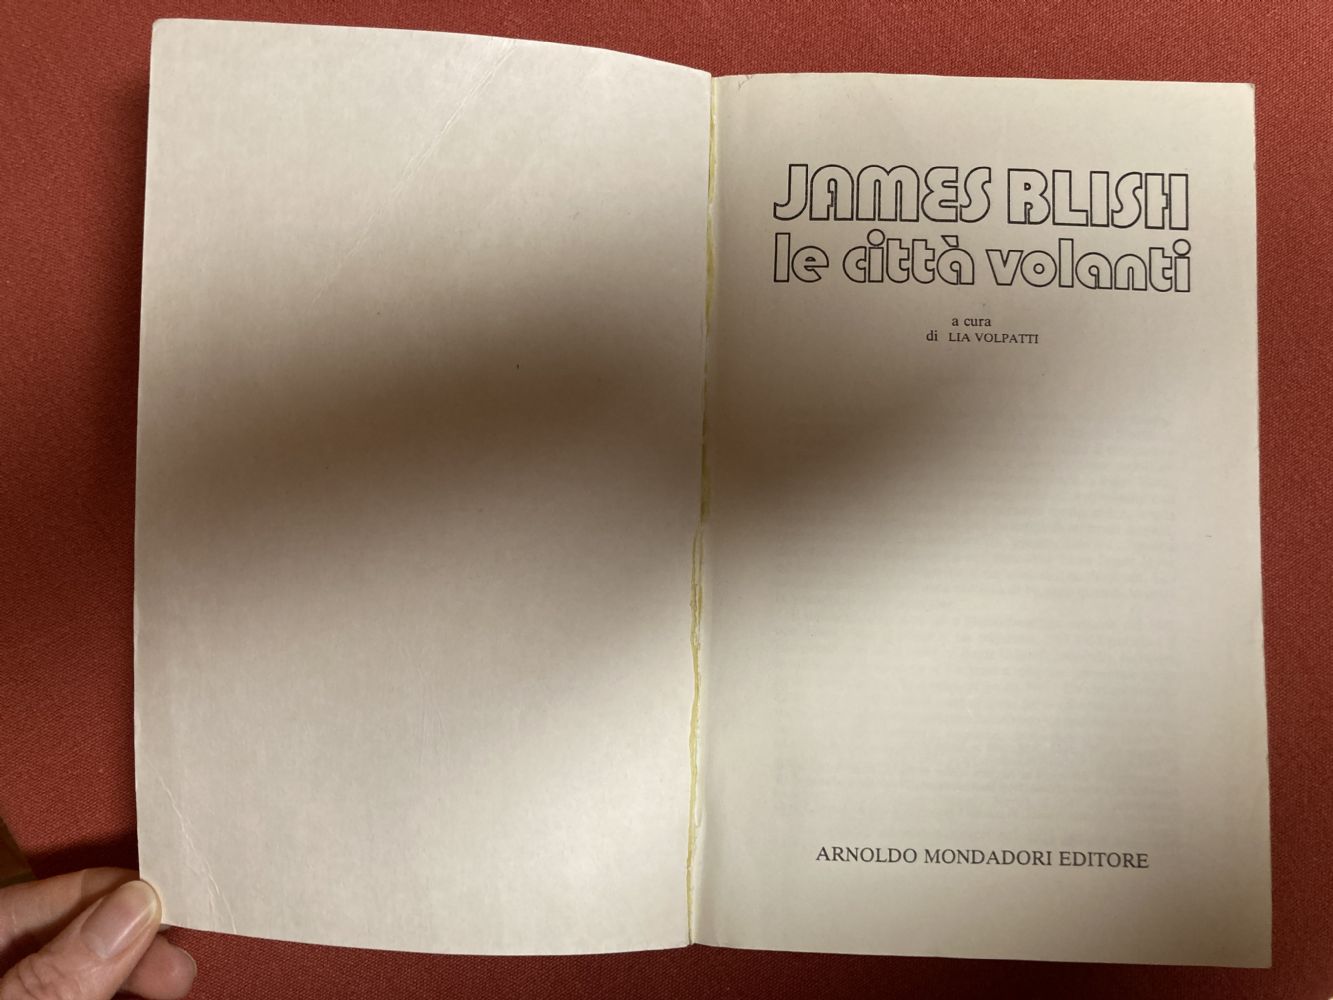 JAMES BLISH
le città volanti
a cura
di LIA VOLPATTI
ARNOLDO MONDADORI EDITORE